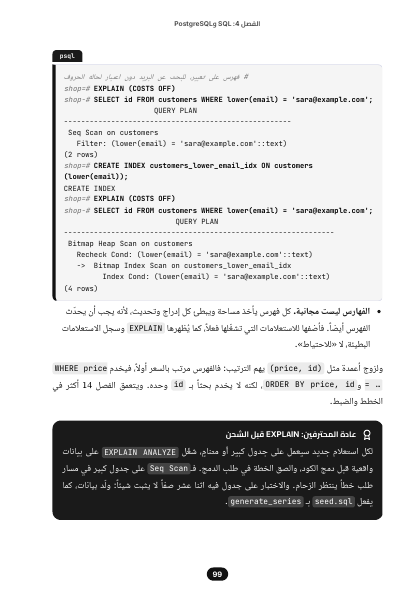 الفصل 4: SQL وPostgreSQL
psql
# فهرس على تعبير: للبحث عن البريد دون اعتبار لحالة الحروف
shop=# EXPLAIN (COSTS OFF)
shop-# SELECT id FROM customers WHERE lower(email) = 'sara@example.com';
QUERY PLAN
------------------------------------------------------
Seq Scan on customers
Filter: (lower(email) = 'sara@example.com'::text)
(2 rows)
shop=# CREATE INDEX customers_lower_email_idx ON customers
(lower(email));
CREATE INDEX
shop=# EXPLAIN (COSTS OFF)
shop-# SELECT id FROM customers WHERE lower(email) = 'sara@example.com';
QUERY PLAN
----------------------------------------------------------------
Bitmap Heap Scan on customers
Recheck Cond: (lower(email) = 'sara@example.com'::text)
-> Bitmap Index Scan on customers_lower_email_idx
Index Cond: (lower(email) = 'sara@example.com'::text)
(4 rows)
• الفهارس ليست مجانية. كل فهرس يأخذ مساحة ويبطئ كل إدراج وتحديث، لأنه يجب أن يحدَّث
الفهرس أيضاً. فأضفها للاستعلامات التي تشغّلها فعلاً، كما يُظهرها EXPLAIN وسجل الاستعلامات
البطيئة، لا «للاحتياط».
ولزوج أعمدة مثل (price, id) يهم الترتيب: فالفهرس مرتب بالسعر أولاً، فيخدم WHERE price
= … وORDER BY price, id، لكنه لا يخدم بحثاً بـ id وحده. ويتعمق الفصل 14 أكثر في
الخطط والضبط.
عادة المحترفين: EXPLAIN قبل الشحن
لكل استعلام جديد سيعمل على جدول كبير أو متنامٍ، شغّل EXPLAIN ANALYZE على بيانات
واقعية قبل دمج الكود، والصق الخطة في طلب الدمج. فـSeq Scan على جدول كبير في مسار
طلب خطأٌ ينتظر الزحام. والاختبار على جدول فيه اثنا عشر صفاً لا يثبت شيئاً: ولّد بيانات، كما
يفعل seed.sql بـ generate_series.
99